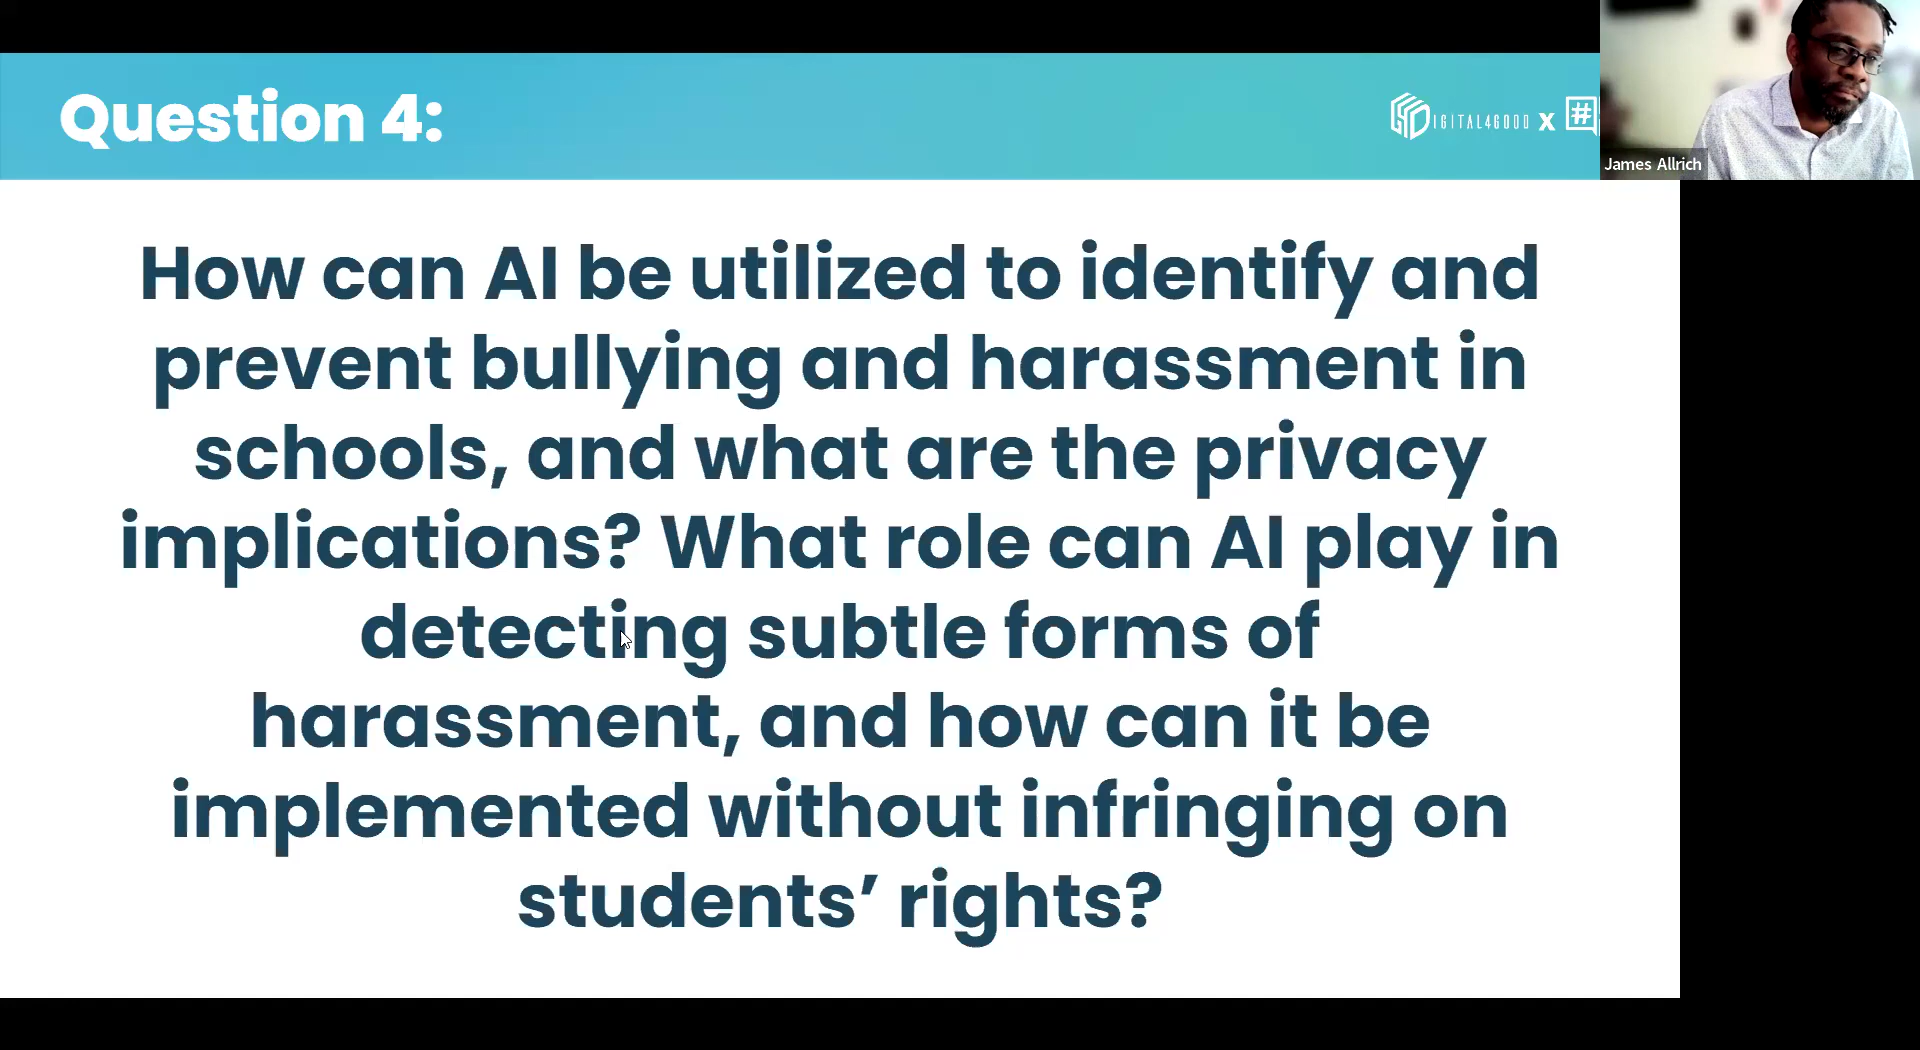 Question 4:
DIGITAL4GOOD x #
James Allrich
How can AI be utilized to identify and
prevent bullying and harassment in
schools, and what are the privacy
implications? What role can AI play in
detecting subtle forms of
harassment, and how can it be
implemented without infringing on
students’ rights?